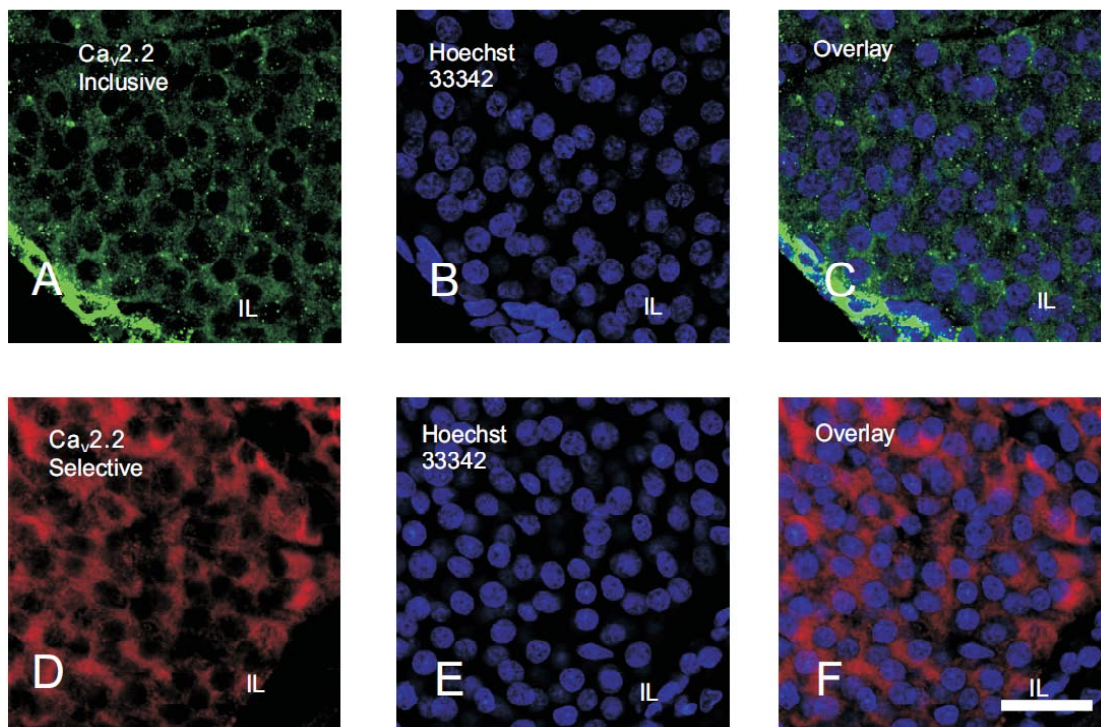 Caᵥ2.2
Inclusive
A
IL
Hoechst
33342
B
IL
Overlay
C
IL
Caᵥ2.2
Selective
D
IL
Hoechst
33342
E
IL
Overlay
F
IL